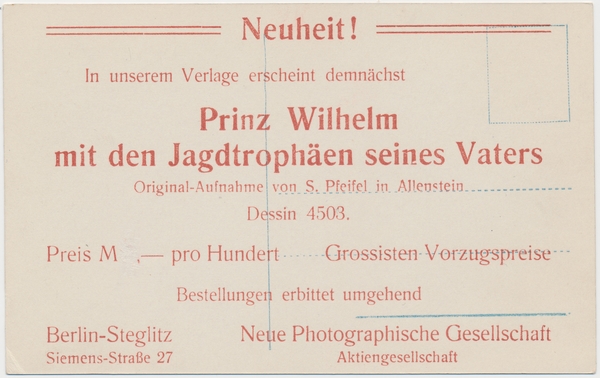 Neuheit!
In unserem Verlage erscheint demnächst
Prinz Wilhelm
mit den Jagdtrophäen seines Vaters
Original-Aufnahme von S. Pfeifel in Allenstein
Dessin 4503.
Preis M ,— pro Hundert Grossisten Vorzugspreise
Bestellungen erbittet umgehend
Berlin-Steglitz Neue Photographische Gesellschaft
Siemens-Straße 27 Aktiengesellschaft